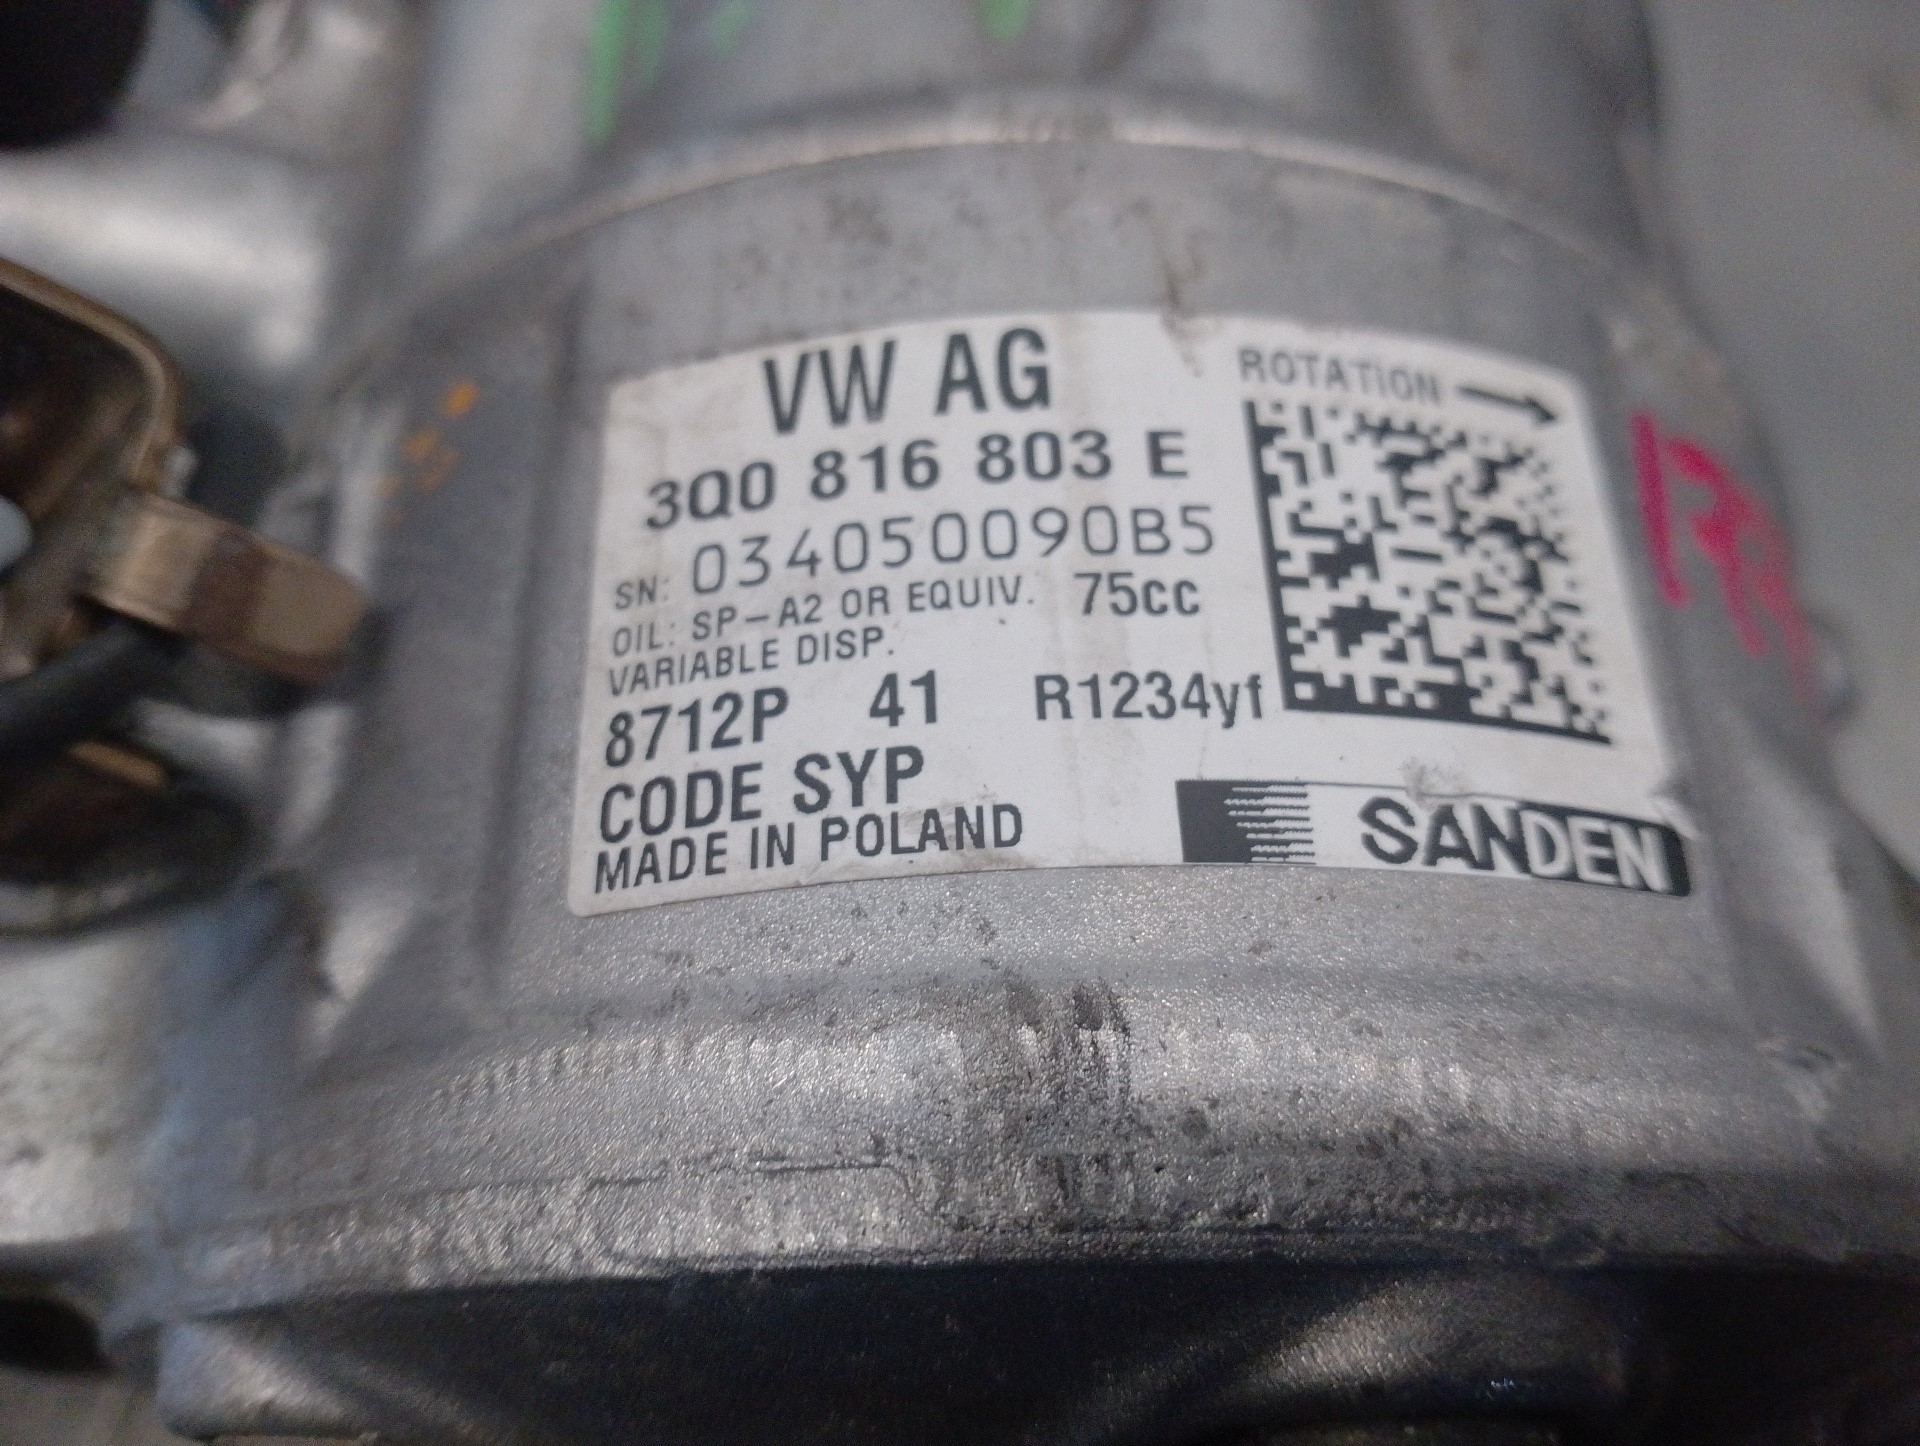 VW AG
ROTATION
3Q0 816 803 E
SN: 034050090B5
OIL: SP-A2 OR EQUIV. 75cc
VARIABLE DISP.
8712P 41 R1234yf
CODE SYP
MADE IN POLAND
SANDEN